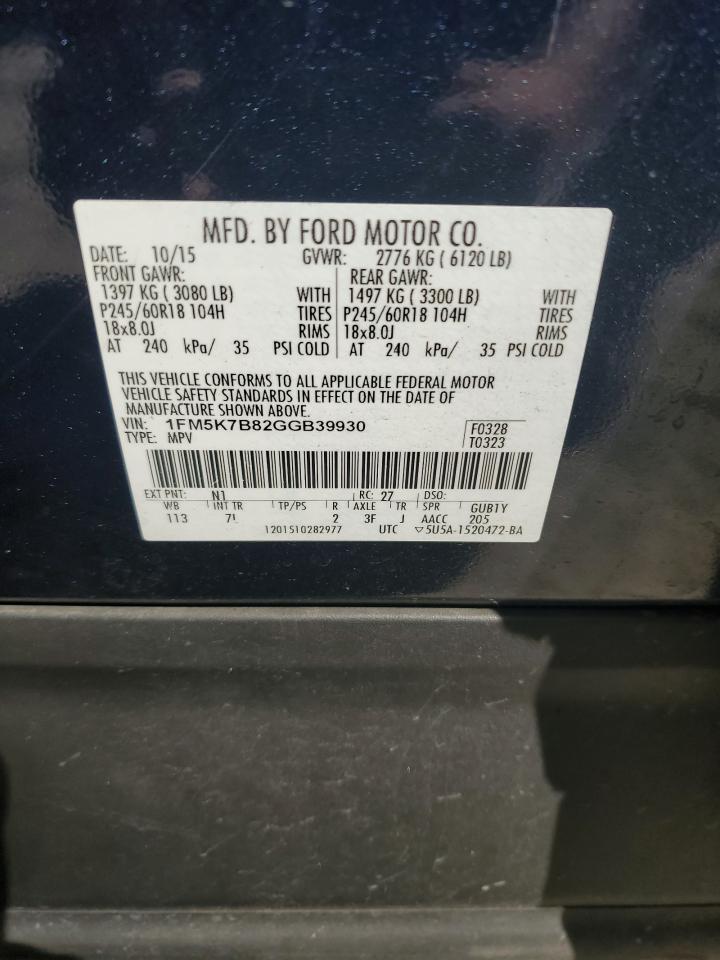 MFD. BY FORD MOTOR CO.
DATE: 10/15 GVWR: 2776 KG ( 6120 LB)
FRONT GAWR: REAR GAWR:
1397 KG ( 3080 LB) WITH 1497 KG ( 3300 LB) WITH
P245/60R18 104H TIRES P245/60R18 104H TIRES
18x8.0J RIMS 18x8.0J RIMS
AT 240 kPa/ 35 PSI COLD AT 240 kPa/ 35 PSI COLD
THIS VEHICLE CONFORMS TO ALL APPLICABLE FEDERAL MOTOR
VEHICLE SAFETY STANDARDS IN EFFECT ON THE DATE OF
MANUFACTURE SHOWN ABOVE.
VIN: 1FM5K7B82GGB39930 F0328
TYPE: MPV T0323
EXT PNT: N1 RC: 27 DSO:
WB INT TR TP/PS R AXLE TR SPR GUB1Y
113 7! 2 3F J AACC 205
1201510282977 UTC ▽5U5A-1520472-BA